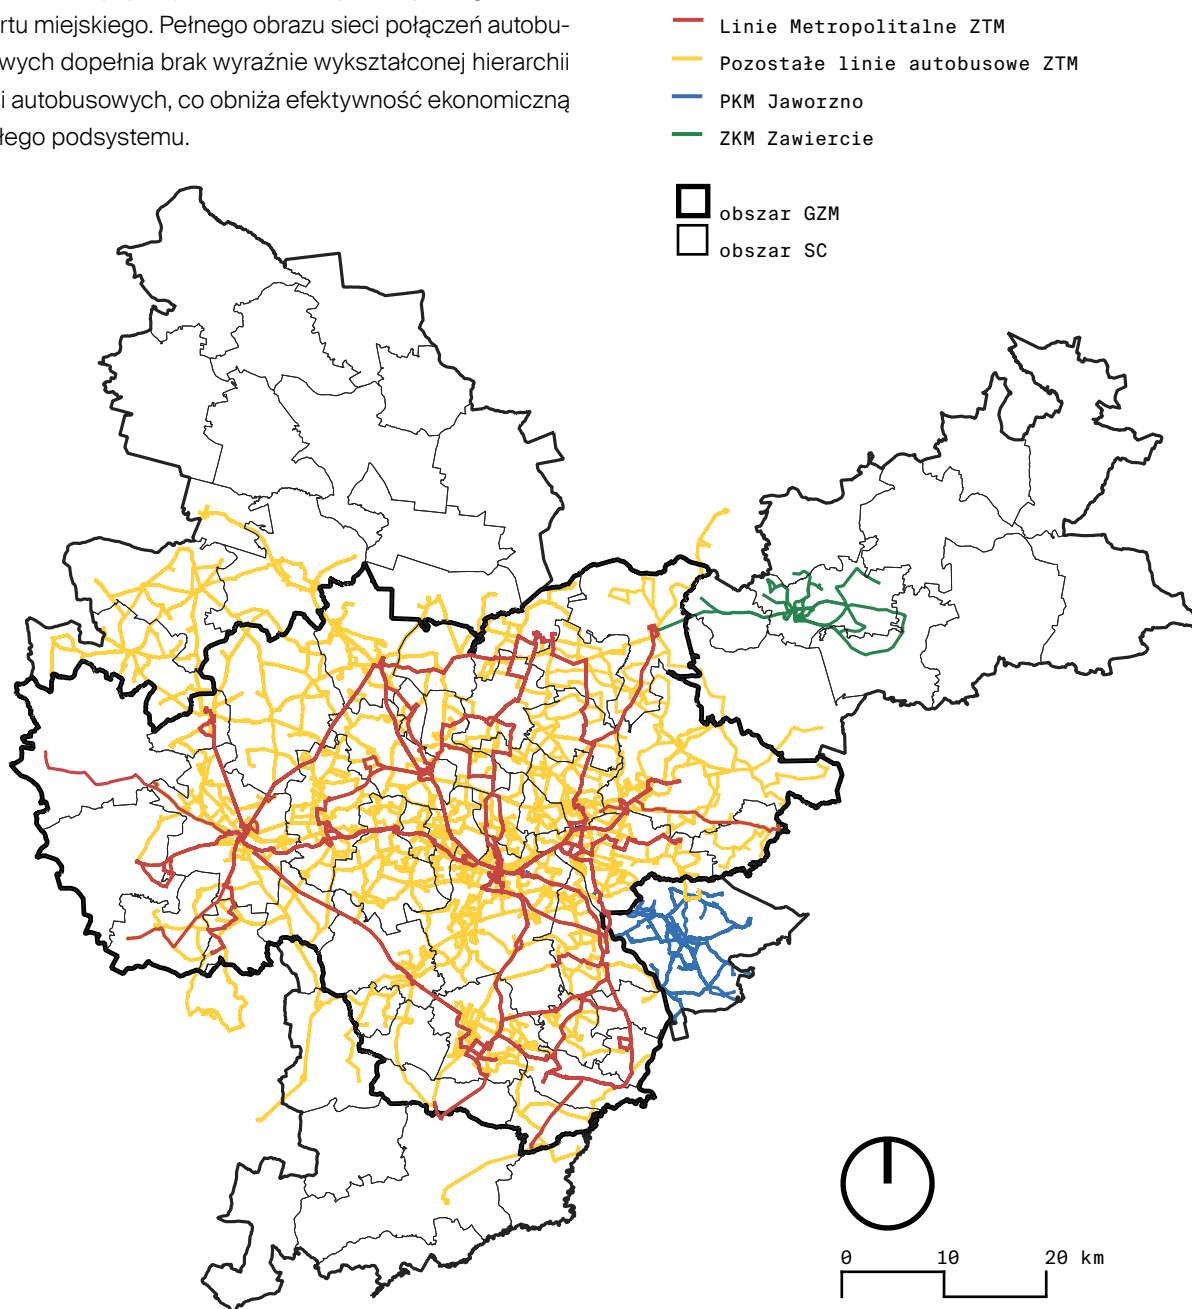 rtu miejskiego. Pełnego obrazu sieci połączeń autobu-
wych dopełnia brak wyraźnie wykształconej hierarchii
i autobusowych, co obniża efektywność ekonomiczną
łego podsystemu.
Linie Metropolitalne ZTM
Pozostałe linie autobusowe ZTM
PKM Jaworzno
ZKM Zawiercie
obszar GZM
obszar SC
0 10 20 km